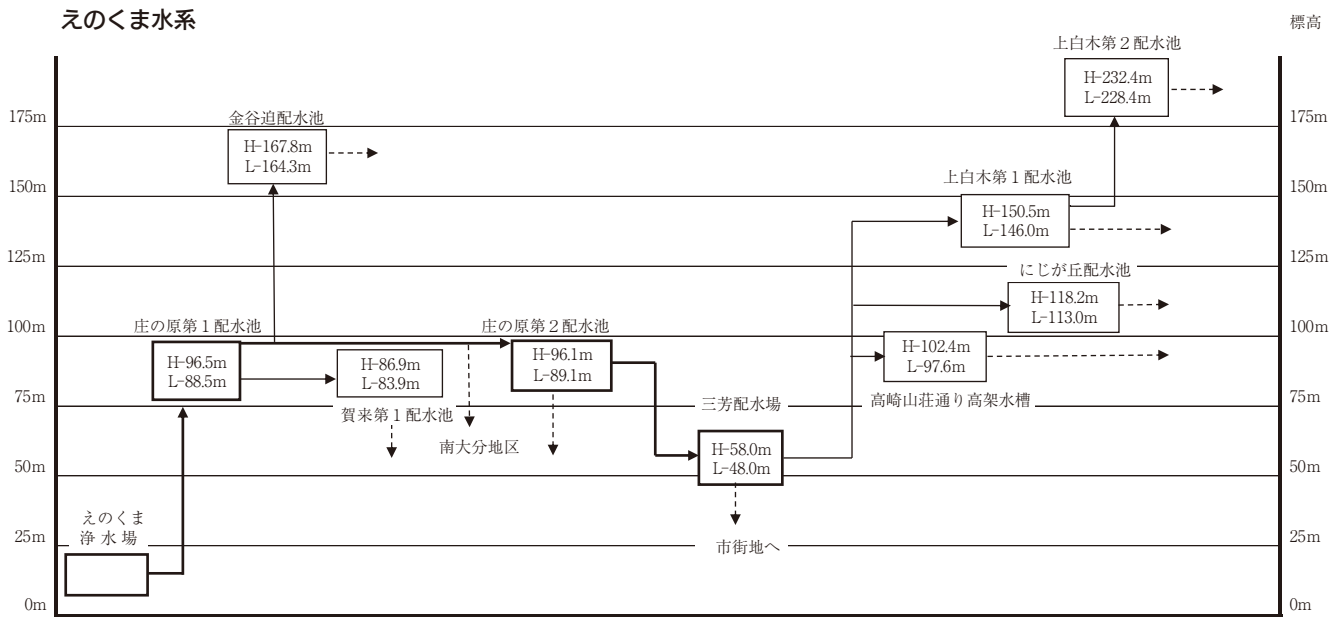 えのくま水系
標高
上白木第2配水池
H-232.4m
L-228.4m
175m
175m
金谷迫配水池
H-167.8m
L-164.3m
150m
150m
上白木第1配水池
H-150.5m
L-146.0m
125m
125m
にじが丘配水池
H-118.2m
L-113.0m
100m
100m
庄の原第1配水池
H-96.5m
L-88.5m
H-86.9m
L-83.9m
賀来第1配水池
庄の原第2配水池
H-96.1m
L-89.1m
H-102.4m
L-97.6m
高崎山荘通り高架水槽
75m
75m
南大分地区
三芳配水場
H-58.0m
L-48.0m
50m
50m
えのくま
浄水場
市街地へ
25m
25m
0m
0m